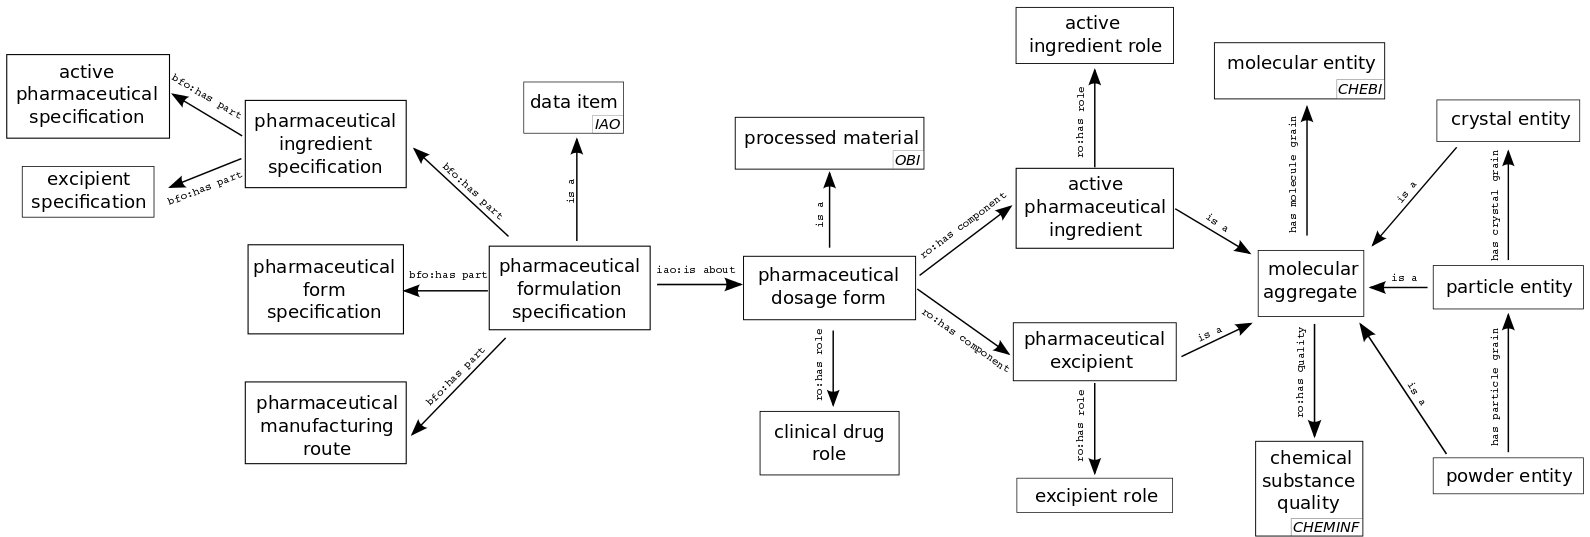 active
pharmaceutical
specification
bfo:has part
pharmaceutical
ingredient
specification
excipient
specification
bfo:has part
bfo:has part
data item
IAO
is a
pharmaceutical
form
specification
bfo:has part
pharmaceutical
formulation
specification
bfo:has part
pharmaceutical
manufacturing
route
iao:is about
processed material
OBI
is a
pharmaceutical
dosage form
ro:has role
clinical drug
role
ro:has component
ro:has component
active
ingredient role
ro:has role
active
pharmaceutical
ingredient
is a
pharmaceutical
excipient
is a
ro:has role
excipient role
molecular entity
CHEBI
has molecule grain
molecular
aggregate
ro:has quality
chemical
substance
quality
CHEMINF
crystal entity
is a
has crystal grain
is a
particle entity
has particle grain
is a
powder entity